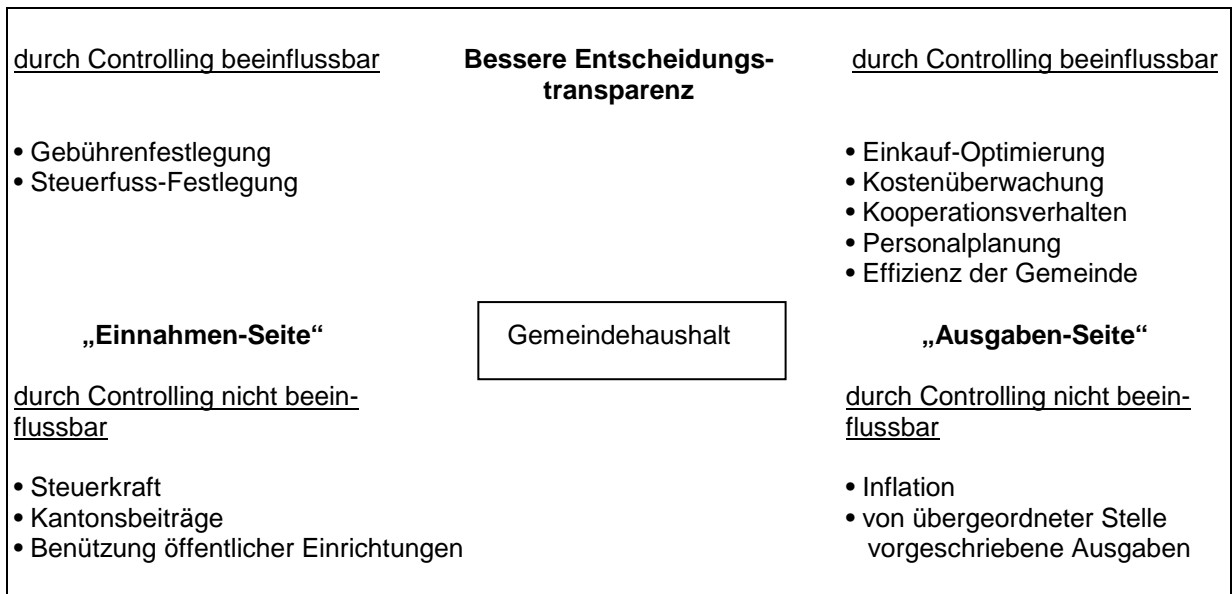 durch Controlling beeinflussbar
Bessere Entscheidungs-
transparenz
durch Controlling beeinflussbar
• Gebührenfestlegung
• Steuerfuss-Festlegung
• Einkauf-Optimierung
• Kostenüberwachung
• Kooperationsverhalten
• Personalplanung
• Effizienz der Gemeinde
„Einnahmen-Seite“
Gemeindehaushalt
„Ausgaben-Seite“
durch Controlling nicht beein-
flussbar
durch Controlling nicht beein-
flussbar
• Steuerkraft
• Kantonsbeiträge
• Benützung öffentlicher Einrichtungen
• Inflation
• von übergeordneter Stelle
vorgeschriebene Ausgaben